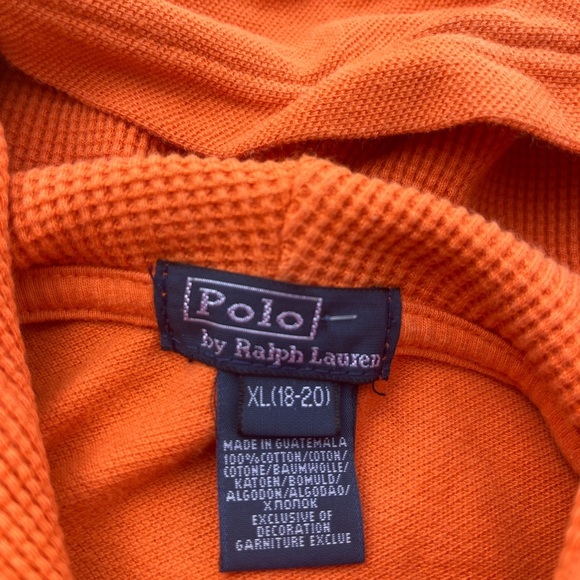 Polo
by Ralph Lauren
XL(18-20)
MADE IN GUATEMALA
100%COTTON/COTON/
COTONE/BAUMWOLLE/
KATOEN/BOMULD/
ALGODON/ALGODAO/
ХЛОПОК
EXCLUSIVE OF
DECORATION
GARNITURE EXCLUE